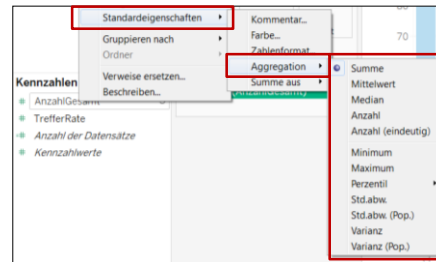 Standardeigenschaften
Gruppieren nach
Ordner
Verweise ersetzen...
Beschreiben...
Kommentar...
Farbe...
Zahlenformat...
Aggregation
Summe aus
(AnzahlGesamt)
70
Summe
Mittelwert
Median
Anzahl
Anzahl (eindeutig)
Minimum
Maximum
Perzentil
Std.abw.
Std.abw. (Pop.)
Varianz
Varianz (Pop.)
Kennzahlen
AnzahlGesamt
TrefferRate
Anzahl der Datensätze
Kennzahlwerte